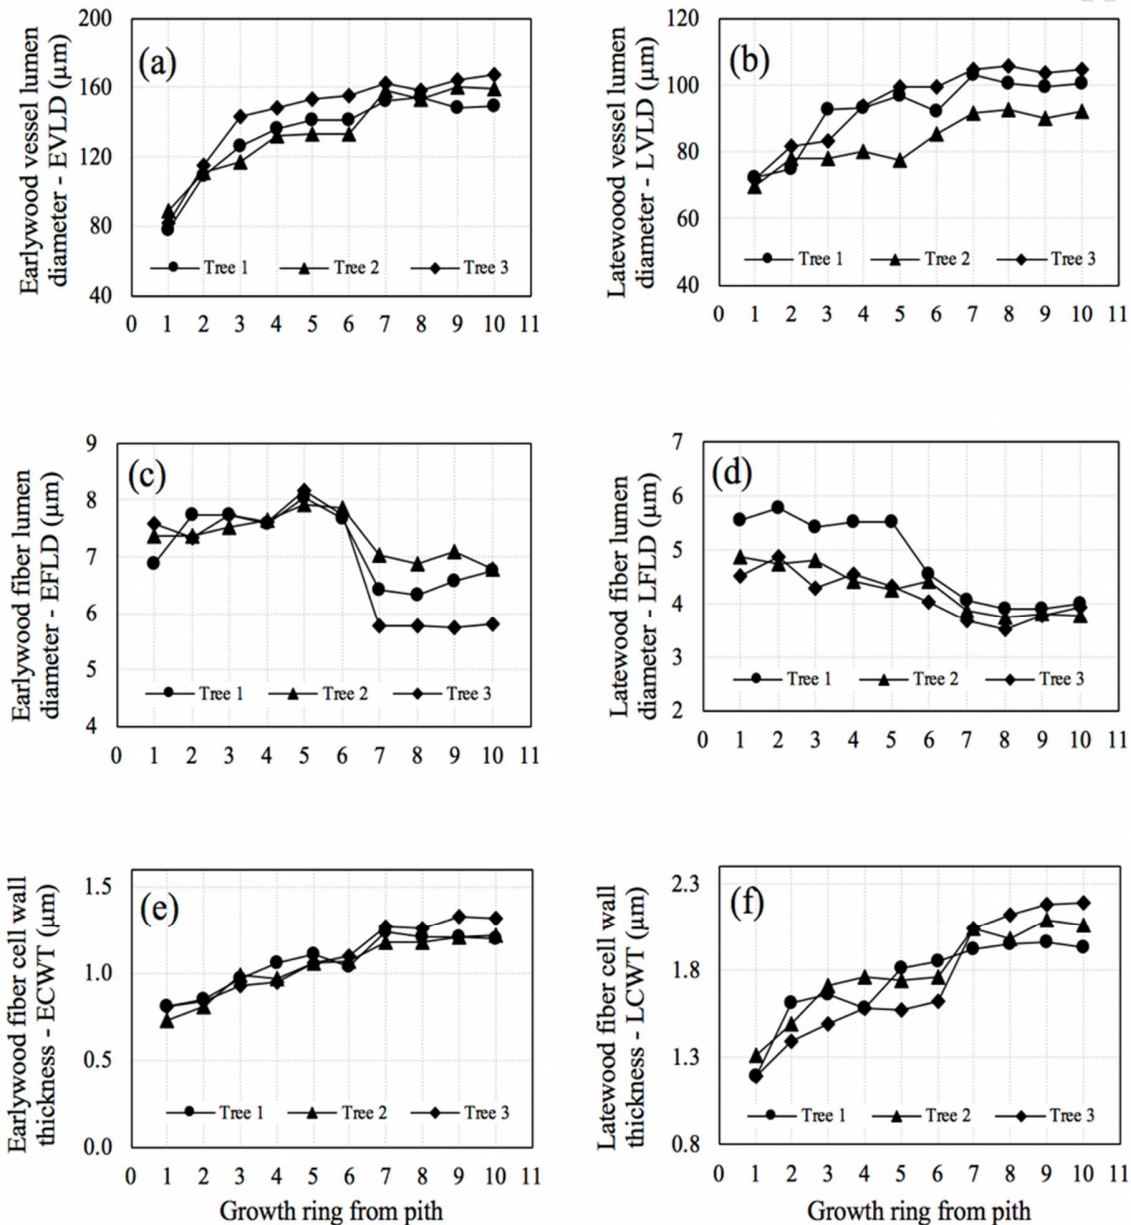 (a)
Earlywood vessel lumen
diameter - EVLD (µm)
200
160
120
80
40
Tree 1 Tree 2 Tree 3
0 1 2 3 4 5 6 7 8 9 10 11
(b)
Latewoood vessel lumen
diameter - LVLD (µm)
120
100
80
60
40
Tree 1 Tree 2 Tree 3
0 1 2 3 4 5 6 7 8 9 10 11
(c)
Earlywood fiber lumen
diameter - EFLD (µm)
9
8
7
6
5
4
Tree 1 Tree 2 Tree 3
0 1 2 3 4 5 6 7 8 9 10 11
(d)
Latewood fiber lumen
diameter - LFLD (µm)
7
6
5
4
3
2
Tree 1 Tree 2 Tree 3
0 1 2 3 4 5 6 7 8 9 10 11
(e)
Earlywood fiber cell wall
thickness - ECWT (µm)
1.5
1.0
0.5
0.0
Tree 1 Tree 2 Tree 3
0 1 2 3 4 5 6 7 8 9 10 11
Growth ring from pith
(f)
Latewood fiber cell wall
thickness - LCWT (µm)
2.3
1.8
1.3
0.8
Tree 1 Tree 2 Tree 3
0 1 2 3 4 5 6 7 8 9 10 11
Growth ring from pith